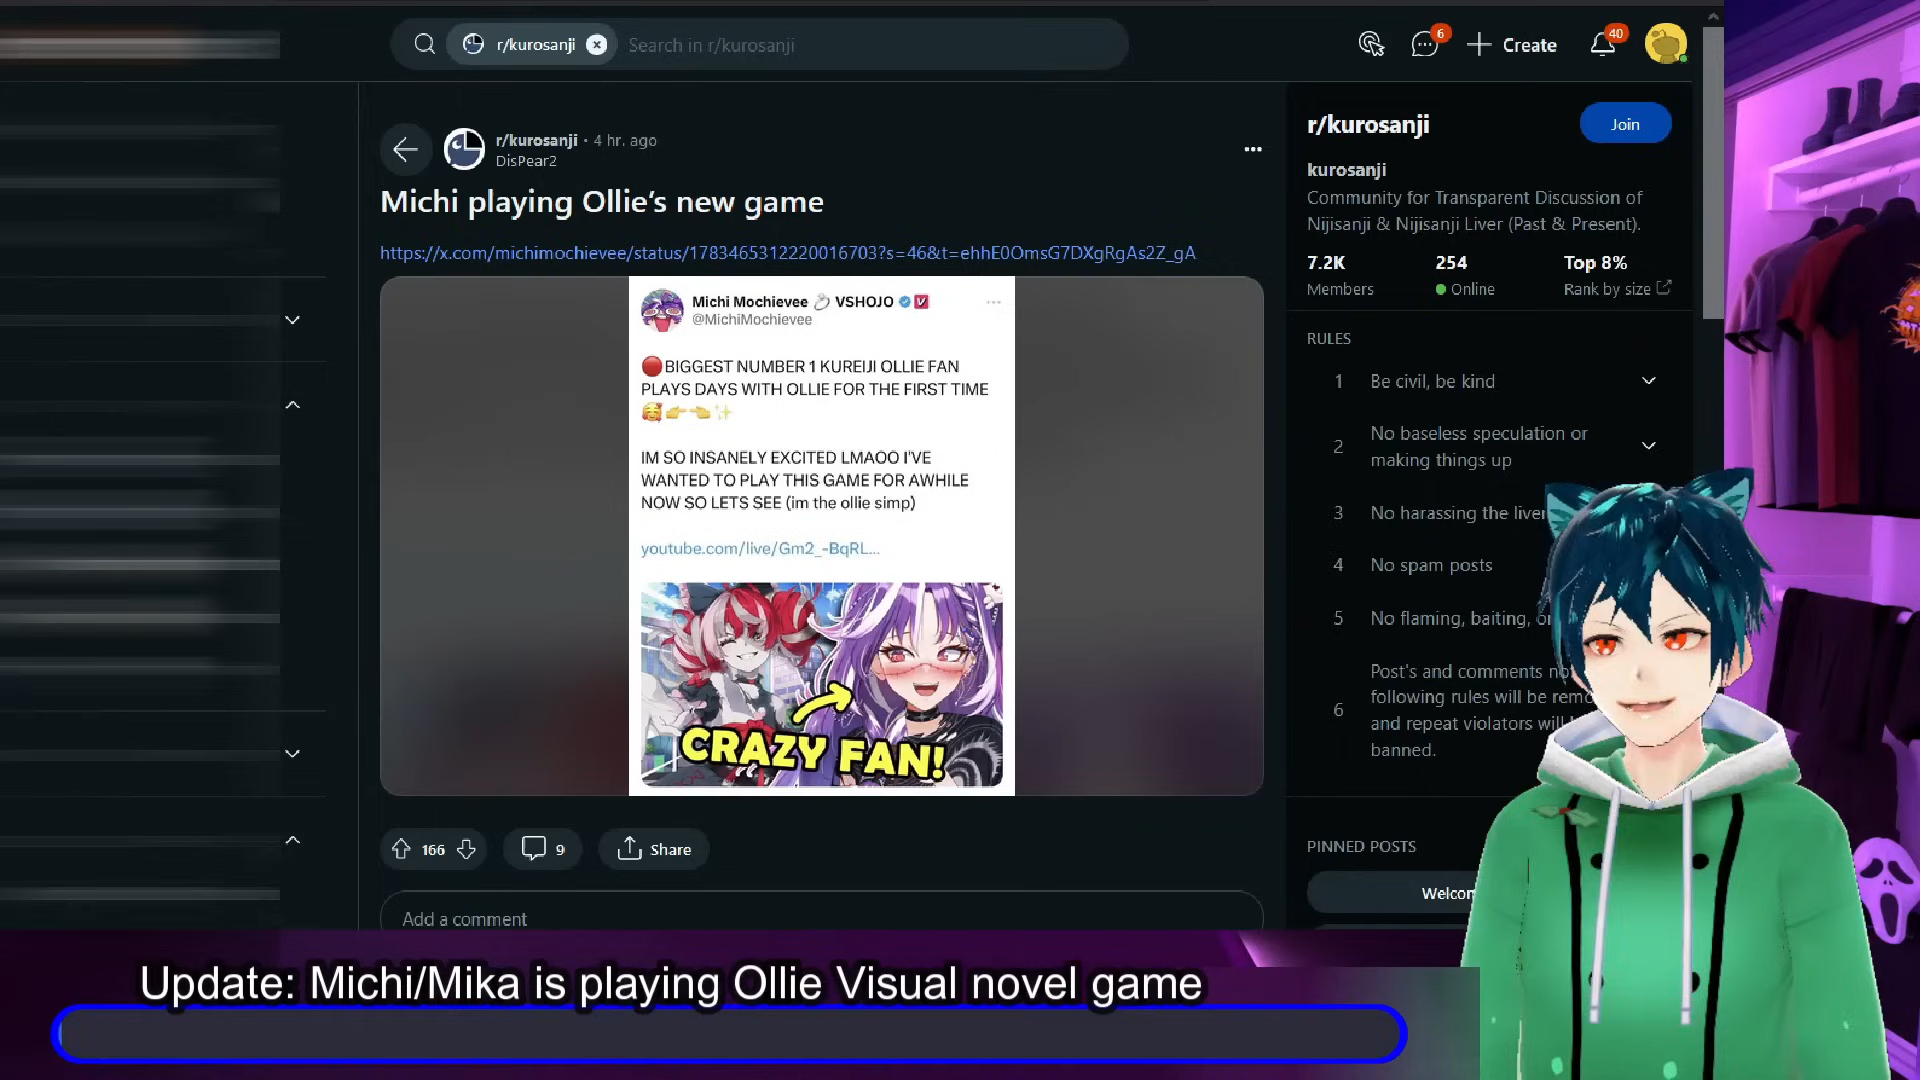 r/kurosanji
Search in r/kurosanji
6
Create
40
r/kurosanji • 4 hr. ago
DisPear2
Michi playing Ollie's new game
https://x.com/michimochievee/status/1783465312220016703?s=46&t=ehhE0OmsG7DXgRgAs2Z_gA
Michi Mochievee VSHOJO
@MichiMochievee
BIGGEST NUMBER 1 KUREIJI OLLIE FAN
PLAYS DAYS WITH OLLIE FOR THE FIRST TIME
IM SO INSANELY EXCITED LMAOO I'VE
WANTED TO PLAY THIS GAME FOR AWHILE
NOW SO LETS SEE (im the ollie simp)
youtube.com/live/Gm2_-BqRL...
CRAZY FAN!
166
9
Share
Add a comment
r/kurosanji
Join
kurosanji
Community for Transparent Discussion of
Nijisanji & Nijisanji Liver (Past & Present).
7.2K 254 Top 8%
Members Online Rank by size
RULES
1 Be civil, be kind
2 No baseless speculation or
making things up
3 No harassing the liver
4 No spam posts
5 No flaming, baiting, or
6 Post's and comments no
following rules will be remo
and repeat violators will
banned.
PINNED POSTS
Welcom
Update: Michi/Mika is playing Ollie Visual novel game